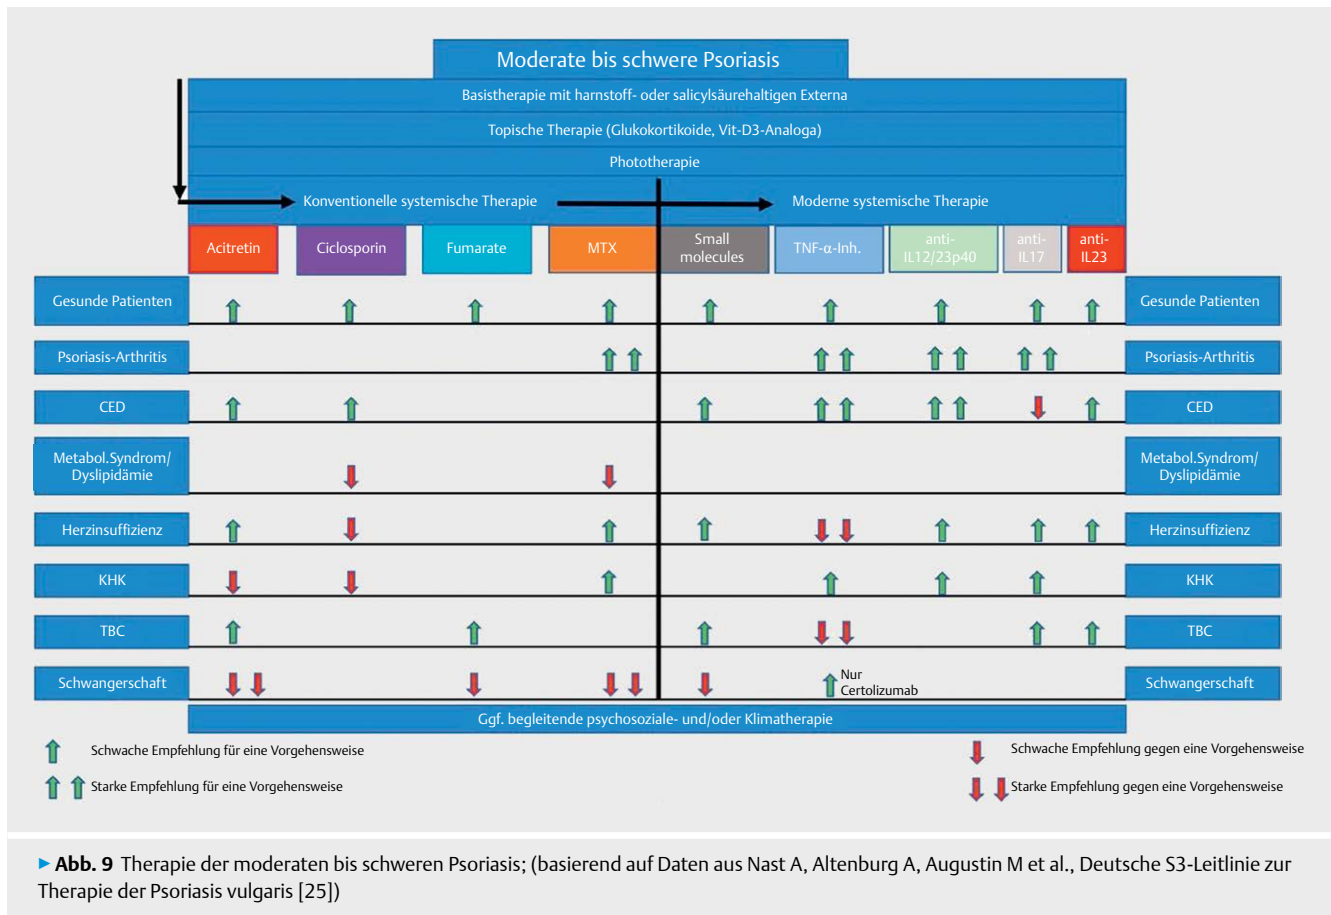 Moderate bis schwere Psoriasis
Basistherapie mit harnstoff- oder salicylsäurehaltigen Externa
Topische Therapie (Glukokortikoide, Vit-D3-Analoga)
Phototherapie
Konventionelle systemische Therapie
Moderne systemische Therapie
Acitretin
Ciclosporin
Fumarate
MTX
Small
molecules
TNF-α-Inh.
anti-
IL12/23p40
anti-
IL17
anti-
IL23
Gesunde Patienten
Gesunde Patienten
Psoriasis-Arthritis
Psoriasis-Arthritis
CED
CED
Metabol.Syndrom/
Dyslipidämie
Metabol.Syndrom/
Dyslipidämie
Herzinsuffizienz
Herzinsuffizienz
KHK
KHK
TBC
TBC
Schwangerschaft
Nur
Certolizumab
Schwangerschaft
Ggf. begleitende psychosoziale- und/oder Klimatherapie
Schwache Empfehlung für eine Vorgehensweise
Starke Empfehlung für eine Vorgehensweise
Schwache Empfehlung gegen eine Vorgehensweise
Starke Empfehlung gegen eine Vorgehensweise
► Abb. 9 Therapie der moderaten bis schweren Psoriasis; (basierend auf Daten aus Nast A, Altenburg A, Augustin M et al., Deutsche S3-Leitlinie zur
Therapie der Psoriasis vulgaris [25])